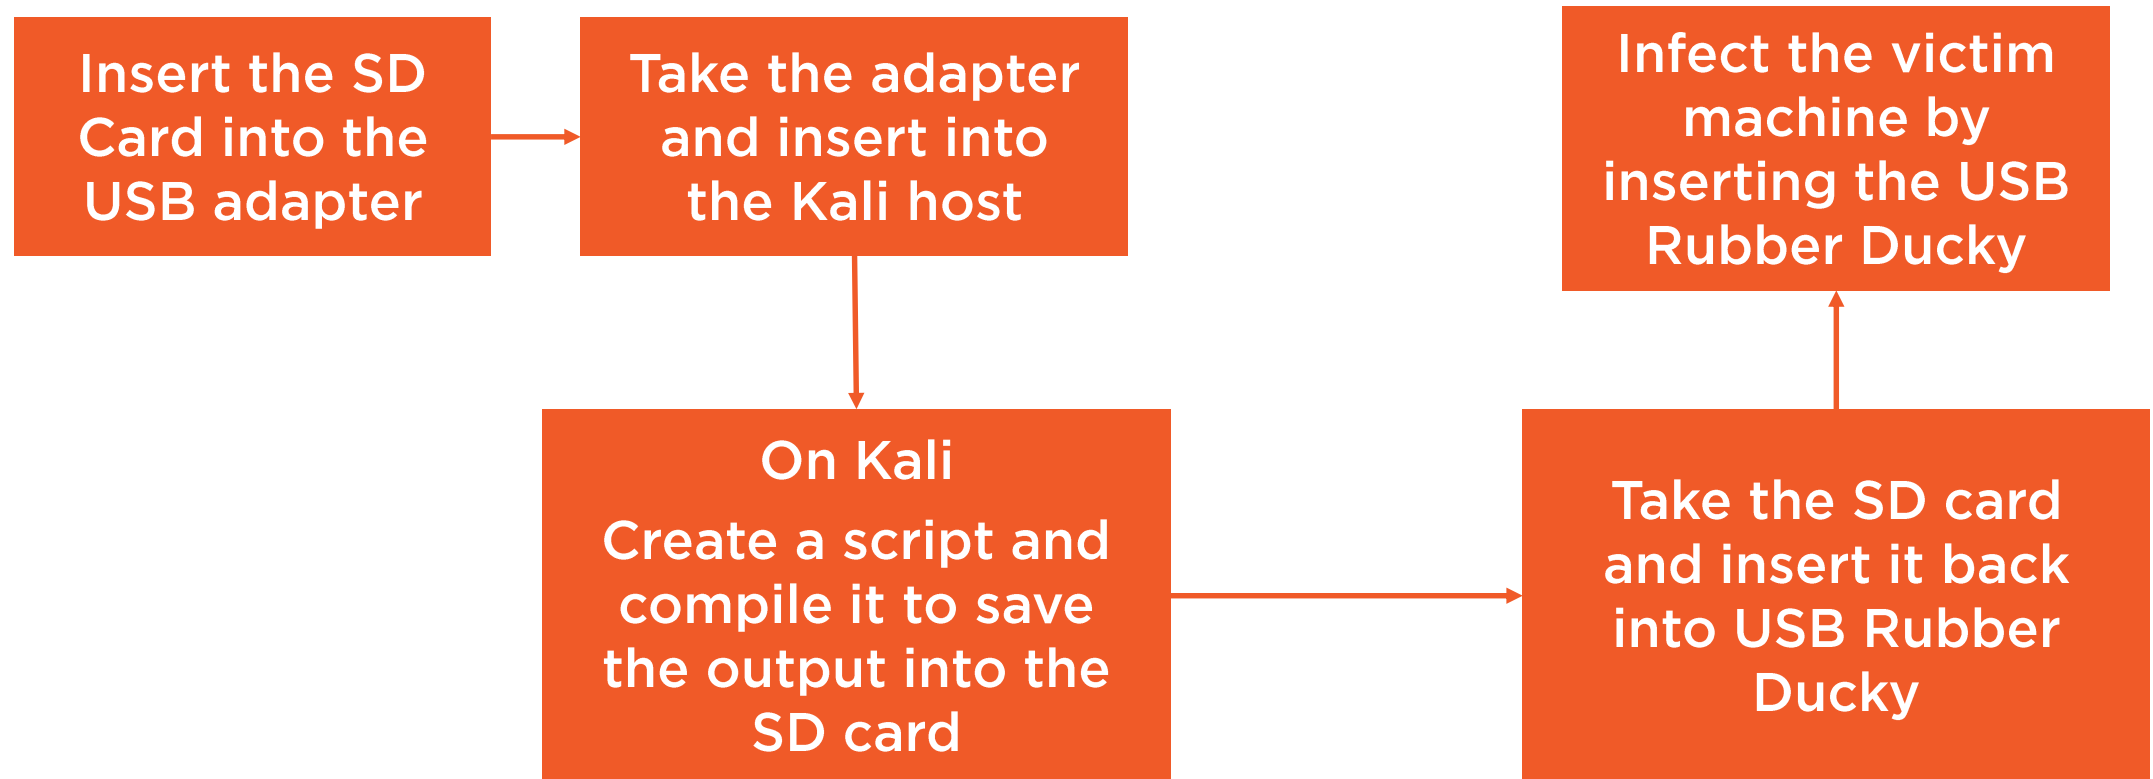 Insert the SD
Card into the
USB adapter
Take the adapter
and insert into
the Kali host
On Kali
Create a script and
compile it to save
the output into the
SD card
Take the SD card
and insert it back
into USB Rubber
Ducky
Infect the victim
machine by
inserting the USB
Rubber Ducky